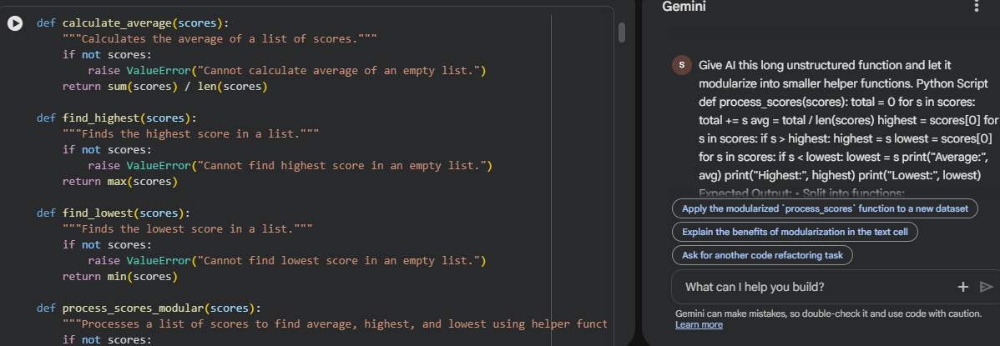 def calculate_average(scores):
    """Calculates the average of a list of scores."""
    if not scores:
        raise ValueError("Cannot calculate average of an empty list.")
    return sum(scores) / len(scores)
def find_highest(scores):
    """Finds the highest score in a list."""
    if not scores:
        raise ValueError("Cannot find highest score in an empty list.")
    return max(scores)
def find_lowest(scores):
    """Finds the lowest score in a list."""
    if not scores:
        raise ValueError("Cannot find lowest score in an empty list.")
    return min(scores)
def process_scores_modular(scores):
    """Processes a list of scores to find average, highest, and lowest using helper funct
    if not scores:
Gemini
S
Give AI this long unstructured function and let it
modularize into smaller helper functions. Python Script
def process_scores(scores): total = 0 for s in scores:
total += s avg = total / len(scores) highest = scores[0] for
s in scores: if s > highest: highest = s lowest = scores[0]
for s in scores: if s < lowest: lowest = s print("Average:",
avg) print("Highest:", highest) print("Lowest:", lowest)
Expected Output: • Split into functions:
Apply the modularized `process_scores` function to a new dataset
Explain the benefits of modularization in the text cell
Ask for another code refactoring task
What can I help you build?
Gemini can make mistakes, so double-check it and use code with caution.
Learn more